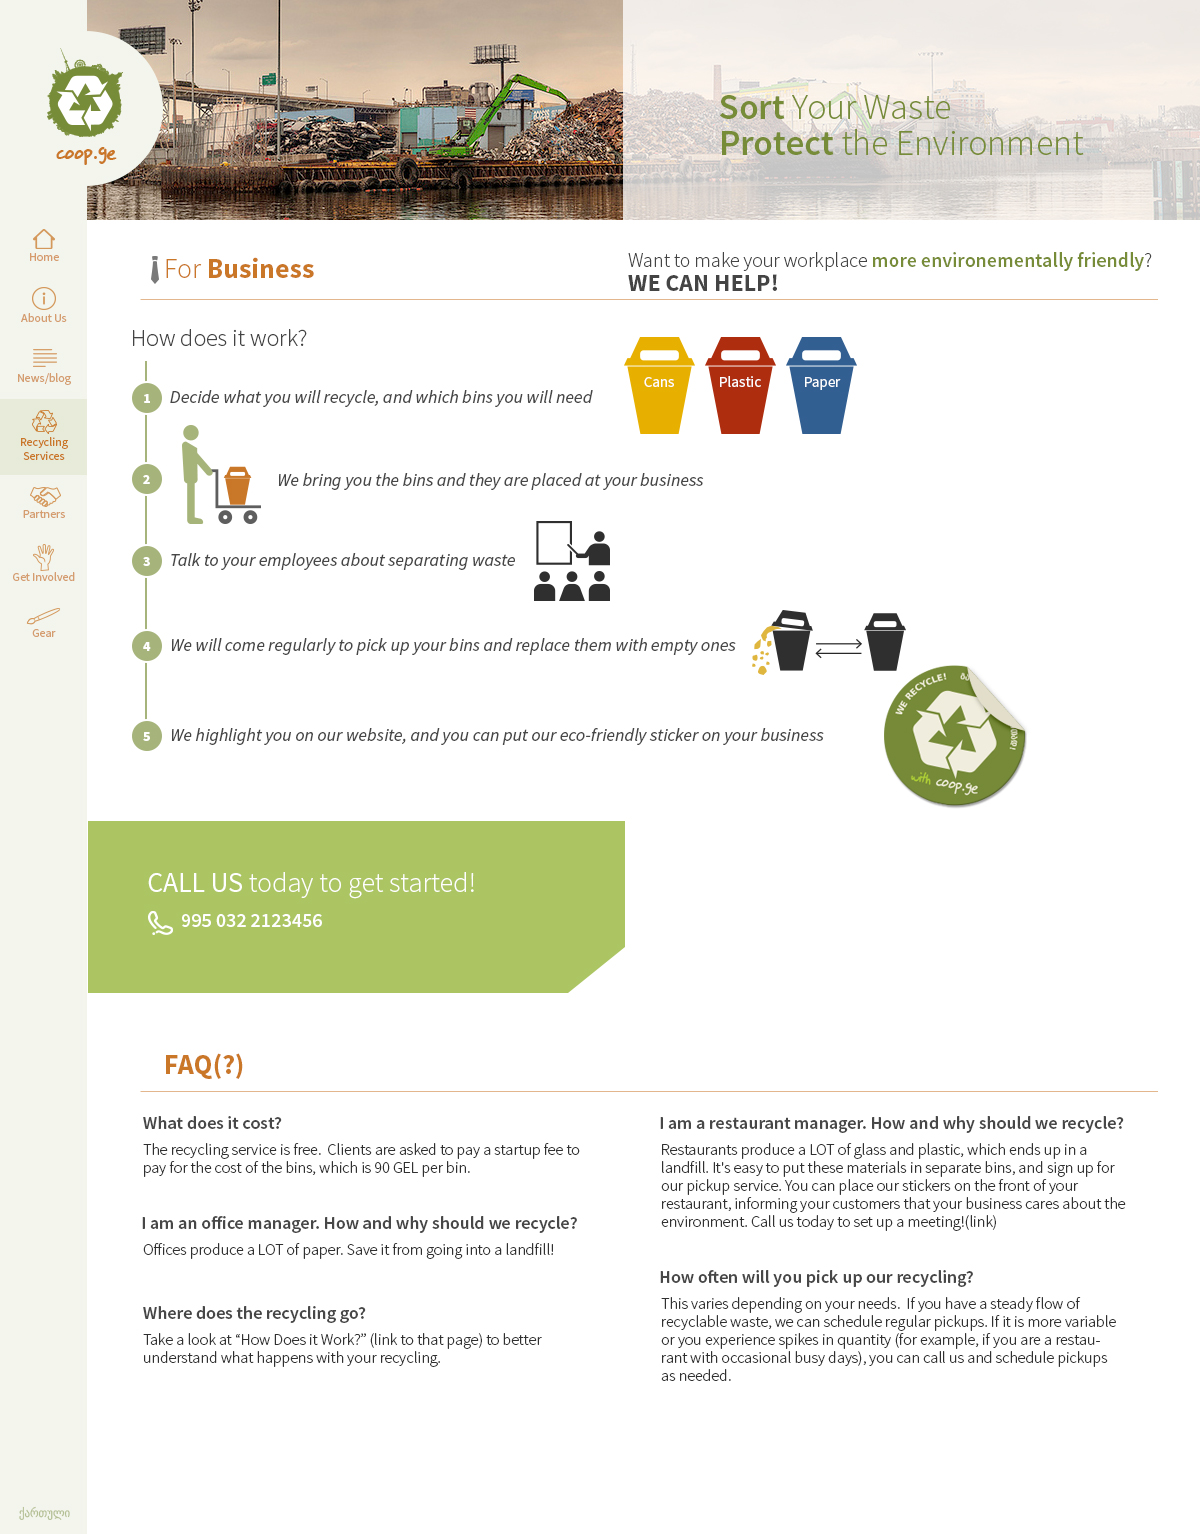 coop.ge
Sort Your Waste
Protect the Environment
Home
About Us
News/blog
Recycling
Services
Partners
Get Involved
Gear
ქართული
For Business
Want to make your workplace more environementally friendly?
WE CAN HELP!
How does it work?
1 Decide what you will recycle, and which bins you will need
Cans Plastic Paper
2 We bring you the bins and they are placed at your business
3 Talk to your employees about separating waste
4 We will come regularly to pick up your bins and replace them with empty ones
5 We highlight you on our website, and you can put our eco-friendly sticker on your business
WE RECYCLE!
with coop.ge
CALL US today to get started!
995 032 2123456
FAQ(?)
What does it cost?
The recycling service is free.  Clients are asked to pay a startup fee to
pay for the cost of the bins, which is 90 GEL per bin.
I am an office manager. How and why should we recycle?
Offices produce a LOT of paper. Save it from going into a landfill!
Where does the recycling go?
Take a look at “How Does it Work?” (link to that page) to better
understand what happens with your recycling.
I am a restaurant manager. How and why should we recycle?
Restaurants produce a LOT of glass and plastic, which ends up in a
landfill. It's easy to put these materials in separate bins, and sign up for
our pickup service. You can place our stickers on the front of your
restaurant, informing your customers that your business cares about the
environment. Call us today to set up a meeting!(link)
How often will you pick up our recycling?
This varies depending on your needs.  If you have a steady flow of
recyclable waste, we can schedule regular pickups. If it is more variable
or you experience spikes in quantity (for example, if you are a restau-
rant with occasional busy days), you can call us and schedule pickups
as needed.